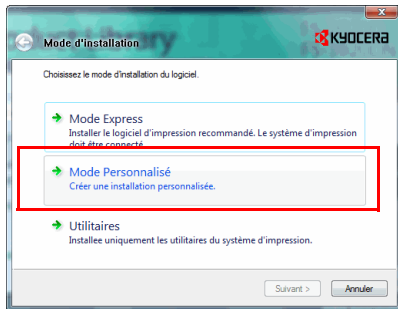 Mode d'installation
KYOCERA
Choisissez le mode d'installation du logiciel.
Mode Express
Installer le logiciel d'impression recommandé. Le système d'impression
doit être connecté.
Mode Personnalisé
Créer une installation personnalisée.
Utilitaires
Installee uniquement les utilitaires du système d'impression.
Suivant >
Annuler